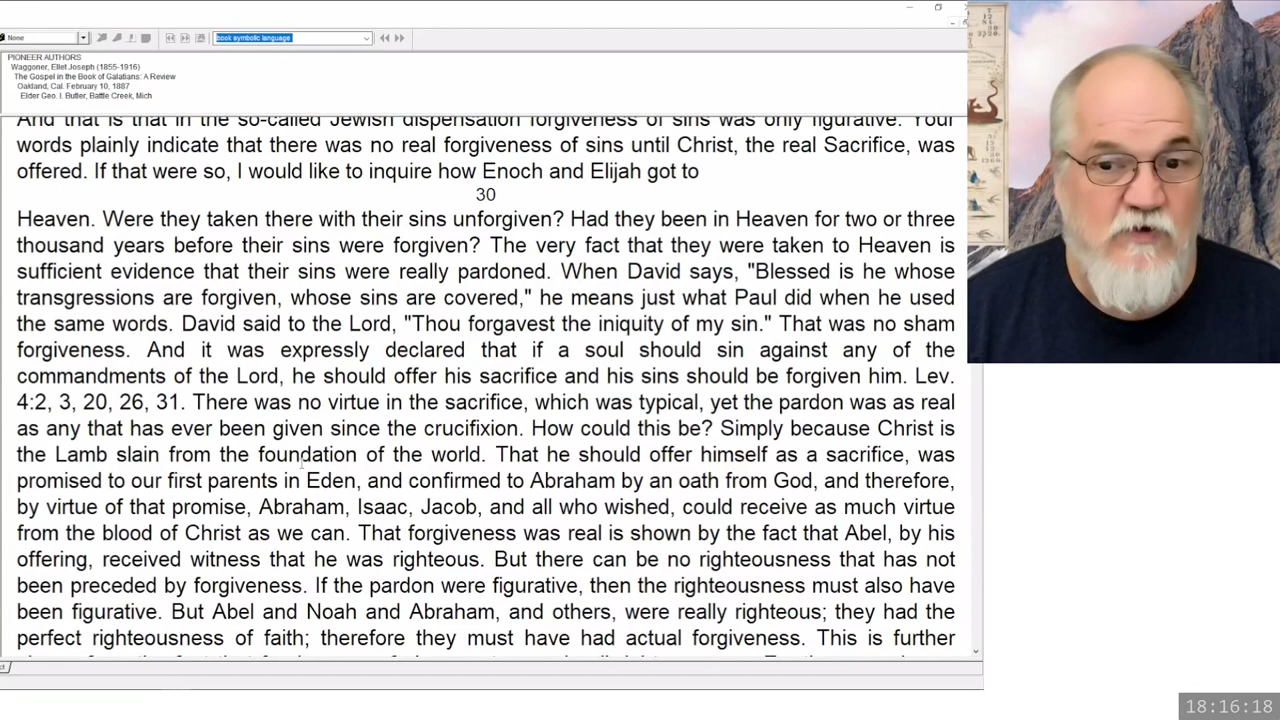 None
book symbolic language
PIONEER AUTHORS
Waggoner, Ellet Joseph (1855-1916)
The Gospel in the Book of Galatians: A Review
Oakland, Cal. February 10, 1887
Elder Geo. I. Butler, Battle Creek, Mich
And that is that in the so-called Jewish dispensation forgiveness of sins was only figurative. Your
words plainly indicate that there was no real forgiveness of sins until Christ, the real Sacrifice, was
offered. If that were so, I would like to inquire how Enoch and Elijah got to
30
Heaven. Were they taken there with their sins unforgiven? Had they been in Heaven for two or three
thousand years before their sins were forgiven? The very fact that they were taken to Heaven is
sufficient evidence that their sins were really pardoned. When David says, "Blessed is he whose
transgressions are forgiven, whose sins are covered," he means just what Paul did when he used
the same words. David said to the Lord, "Thou forgavest the iniquity of my sin." That was no sham
forgiveness. And it was expressly declared that if a soul should sin against any of the
commandments of the Lord, he should offer his sacrifice and his sins should be forgiven him. Lev.
4:2, 3, 20, 26, 31. There was no virtue in the sacrifice, which was typical, yet the pardon was as real
as any that has ever been given since the crucifixion. How could this be? Simply because Christ is
the Lamb slain from the foundation of the world. That he should offer himself as a sacrifice, was
promised to our first parents in Eden, and confirmed to Abraham by an oath from God, and therefore,
by virtue of that promise, Abraham, Isaac, Jacob, and all who wished, could receive as much virtue
from the blood of Christ as we can. That forgiveness was real is shown by the fact that Abel, by his
offering, received witness that he was righteous. But there can be no righteousness that has not
been preceded by forgiveness. If the pardon were figurative, then the righteousness must also have
been figurative. But Abel and Noah and Abraham, and others, were really righteous; they had the
perfect righteousness of faith; therefore they must have had actual forgiveness. This is further
18:16:18